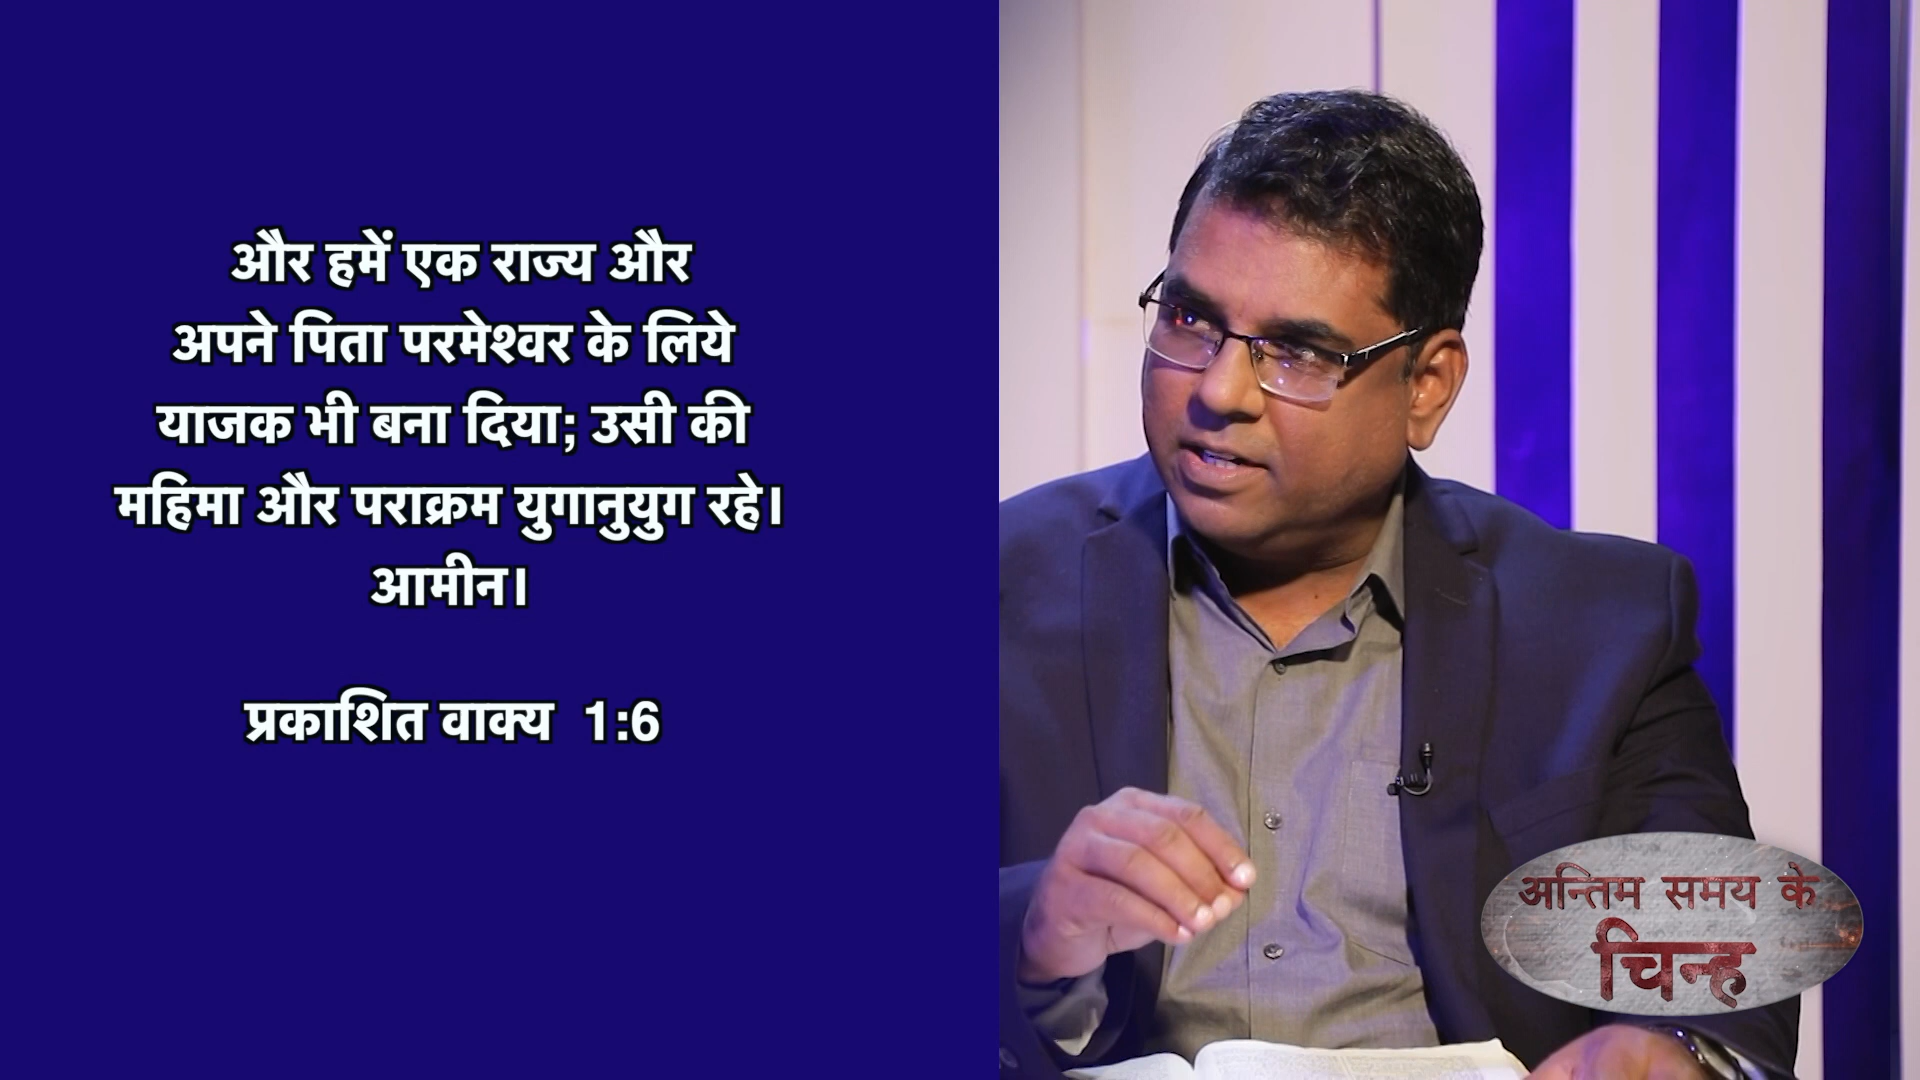 और हमें एक राज्य और
अपने पिता परमेश्वर के लिये
याजक भी बना दिया; उसी की
महिमा और पराक्रम युगानुयुग रहे।
आमीन।
प्रकाशित वाक्य 1:6
अन्तिम समय के
चिन्ह